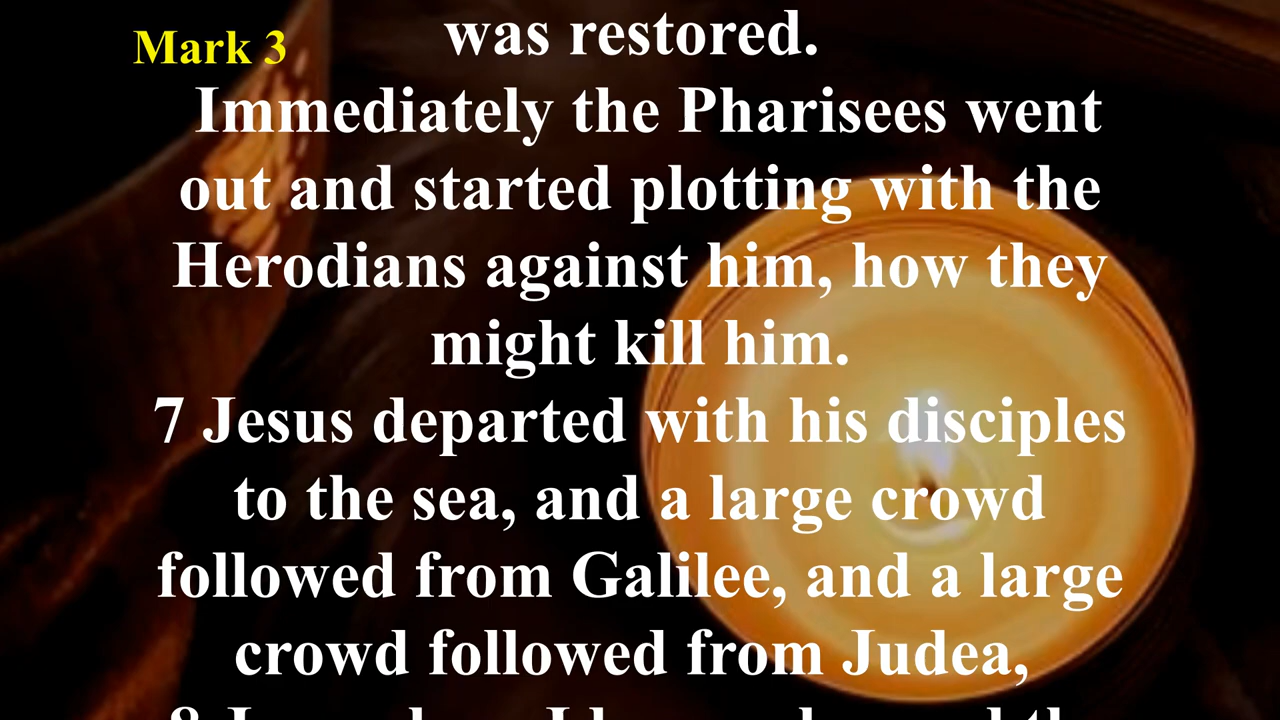 Mark 3
was restored.
Immediately the Pharisees went
out and started plotting with the
Herodians against him, how they
might kill him.
7 Jesus departed with his disciples
to the sea, and a large crowd
followed from Galilee, and a large
crowd followed from Judea,